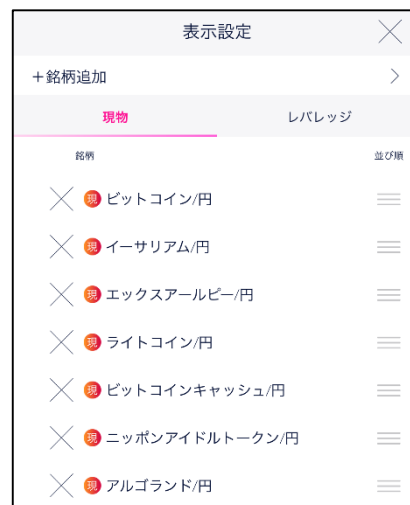 表示設定
+銘柄追加
現物 レバレッジ
銘柄 並び順
現 ビットコイン/円
現 イーサリアム/円
現 エックスアールピー/円
現 ライトコイン/円
現 ビットコインキャッシュ/円
現 ニッポンアイドルトークン/円
現 アルゴランド/円